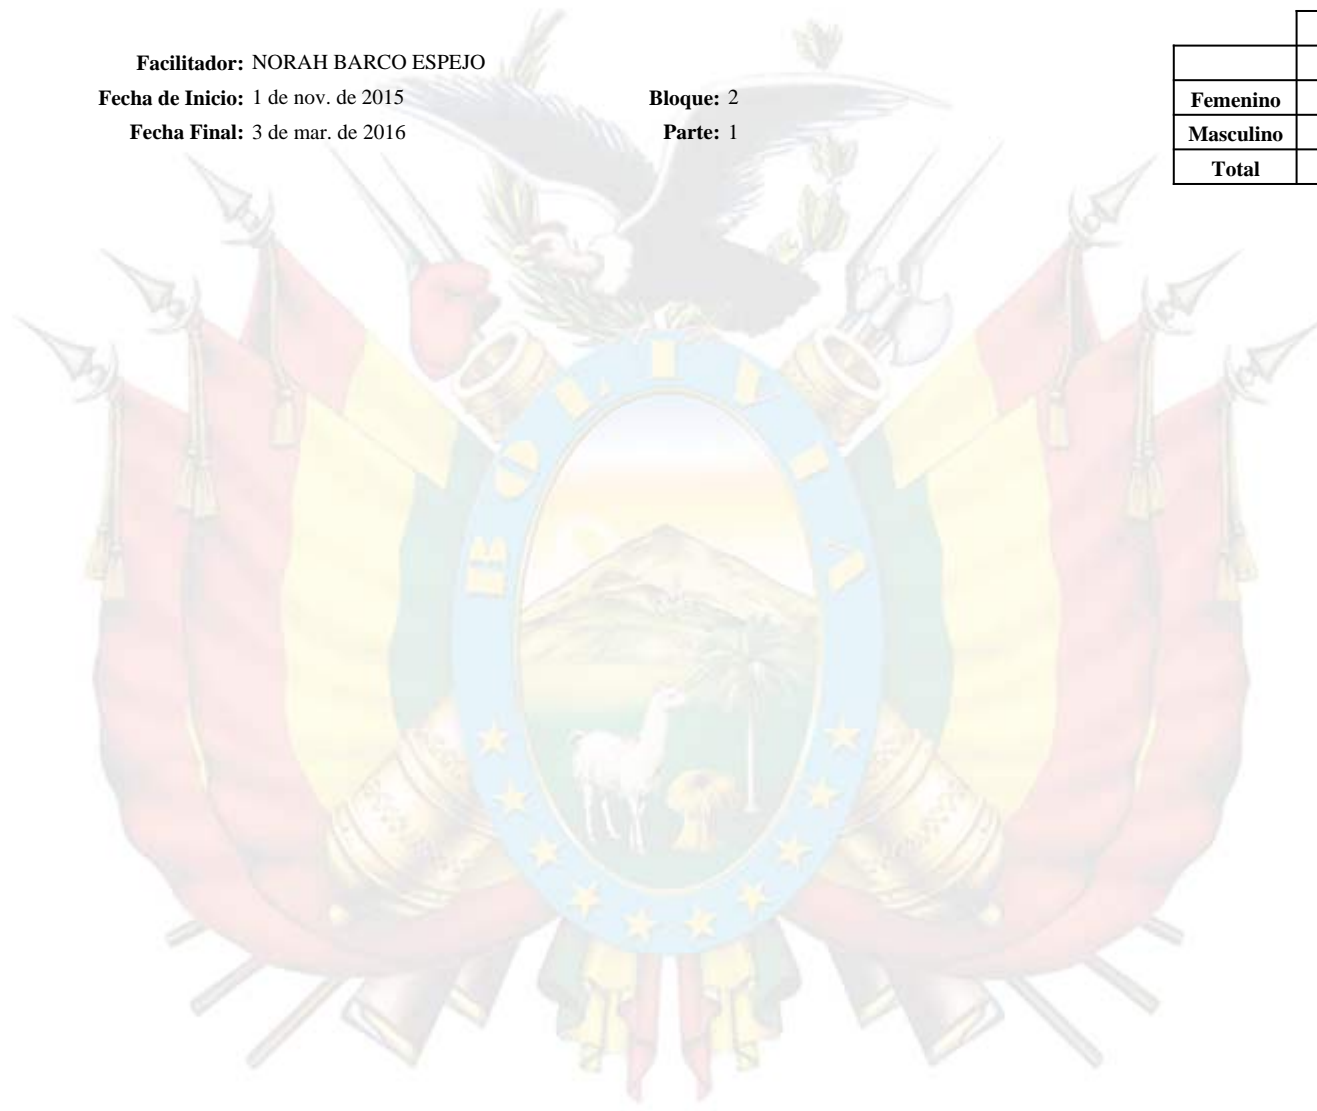 Facilitador: NORAH BARCO ESPEJO
Fecha de Inicio: 1 de nov. de 2015 Bloque: 2
Fecha Final: 3 de mar. de 2016 Parte: 1
Femenino
Masculino
Total
BOLIVIA